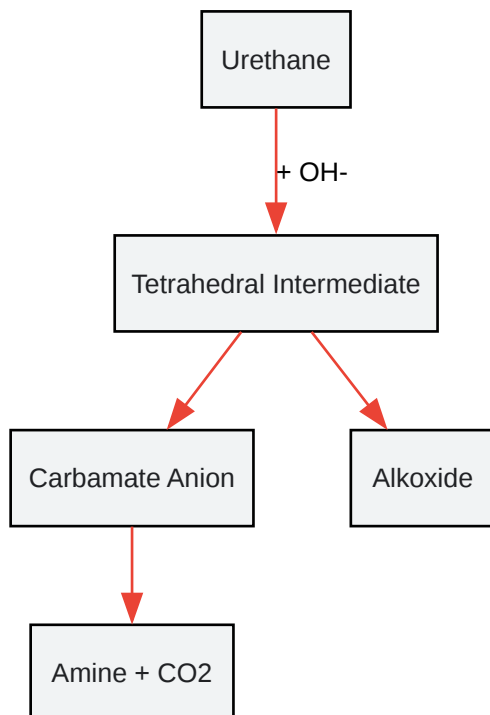 Urethane
+ OH-
Tetrahedral Intermediate
Carbamate Anion
Alkoxide
Amine + CO2